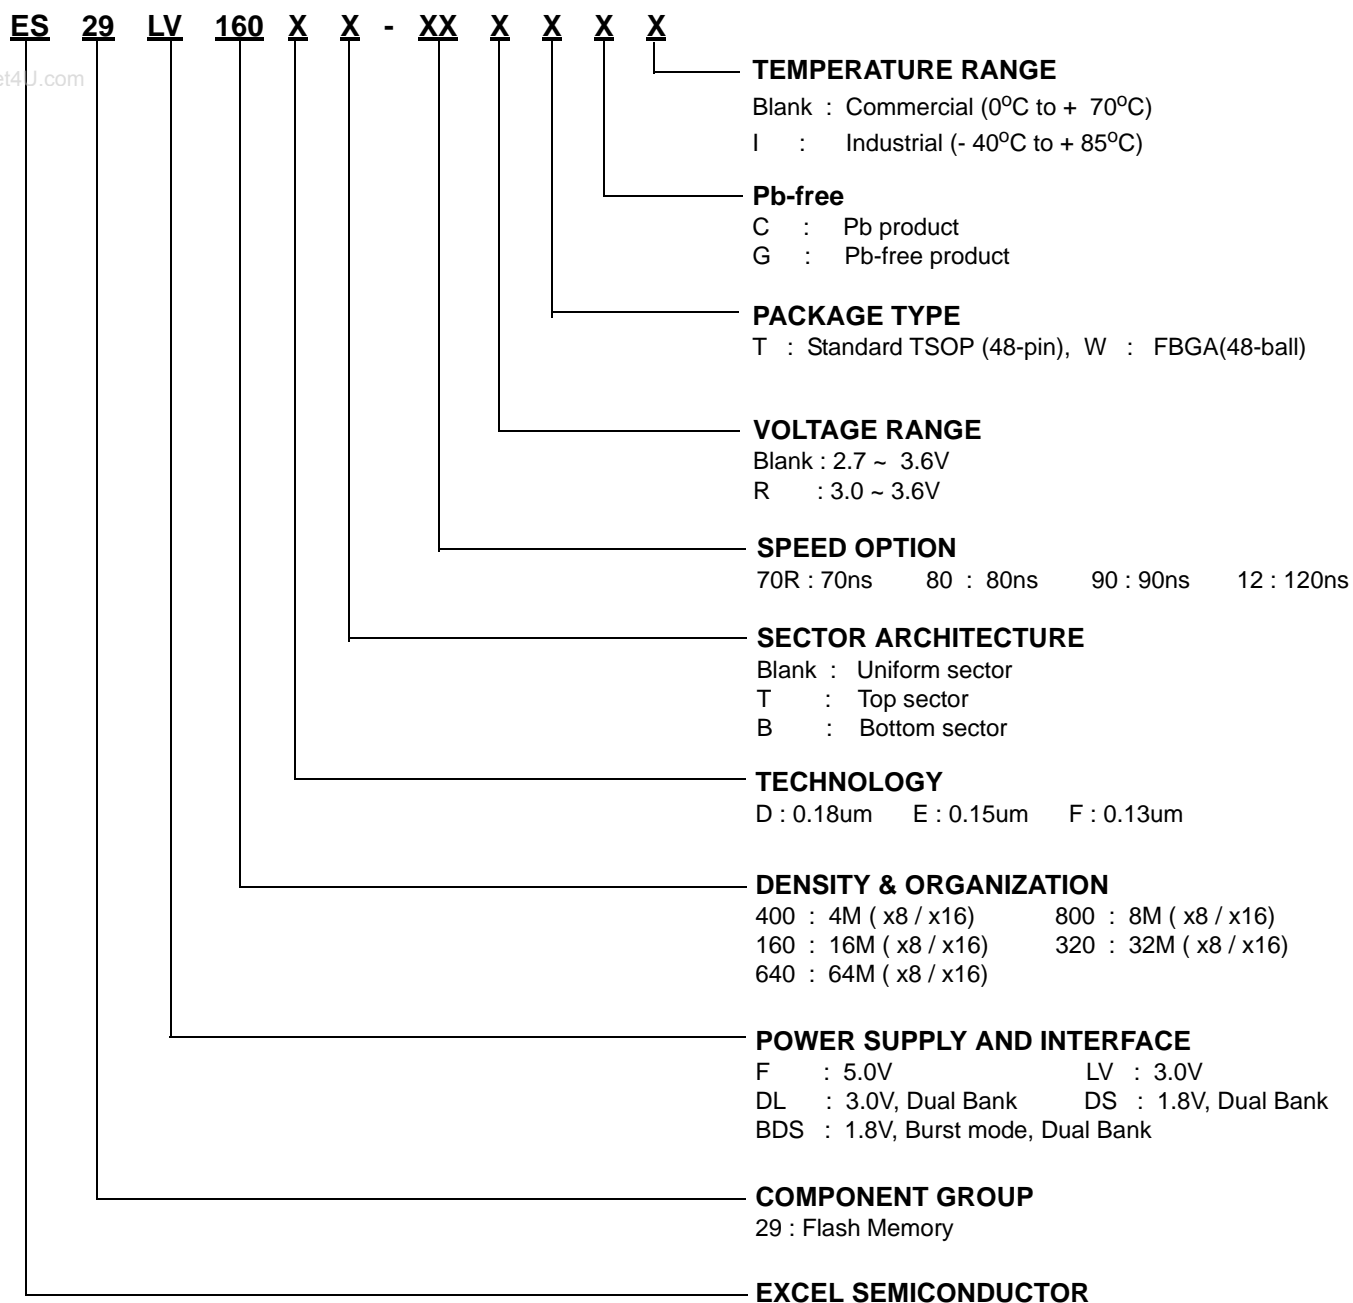 ES 29 LV 160 X X - XX X X X X
et4U.com
TEMPERATURE RANGE
Blank : Commercial (0°C to + 70°C)
I : Industrial (- 40°C to + 85°C)
Pb-free
C : Pb product
G : Pb-free product
PACKAGE TYPE
T : Standard TSOP (48-pin), W : FBGA(48-ball)
VOLTAGE RANGE
Blank : 2.7 ~ 3.6V
R : 3.0 ~ 3.6V
SPEED OPTION
70R : 70ns 80 : 80ns 90 : 90ns 12 : 120ns
SECTOR ARCHITECTURE
Blank : Uniform sector
T : Top sector
B : Bottom sector
TECHNOLOGY
D : 0.18um E : 0.15um F : 0.13um
DENSITY & ORGANIZATION
400 : 4M ( x8 / x16) 800 : 8M ( x8 / x16)
160 : 16M ( x8 / x16) 320 : 32M ( x8 / x16)
640 : 64M ( x8 / x16)
POWER SUPPLY AND INTERFACE
F : 5.0V LV : 3.0V
DL : 3.0V, Dual Bank DS : 1.8V, Dual Bank
BDS : 1.8V, Burst mode, Dual Bank
COMPONENT GROUP
29 : Flash Memory
EXCEL SEMICONDUCTOR